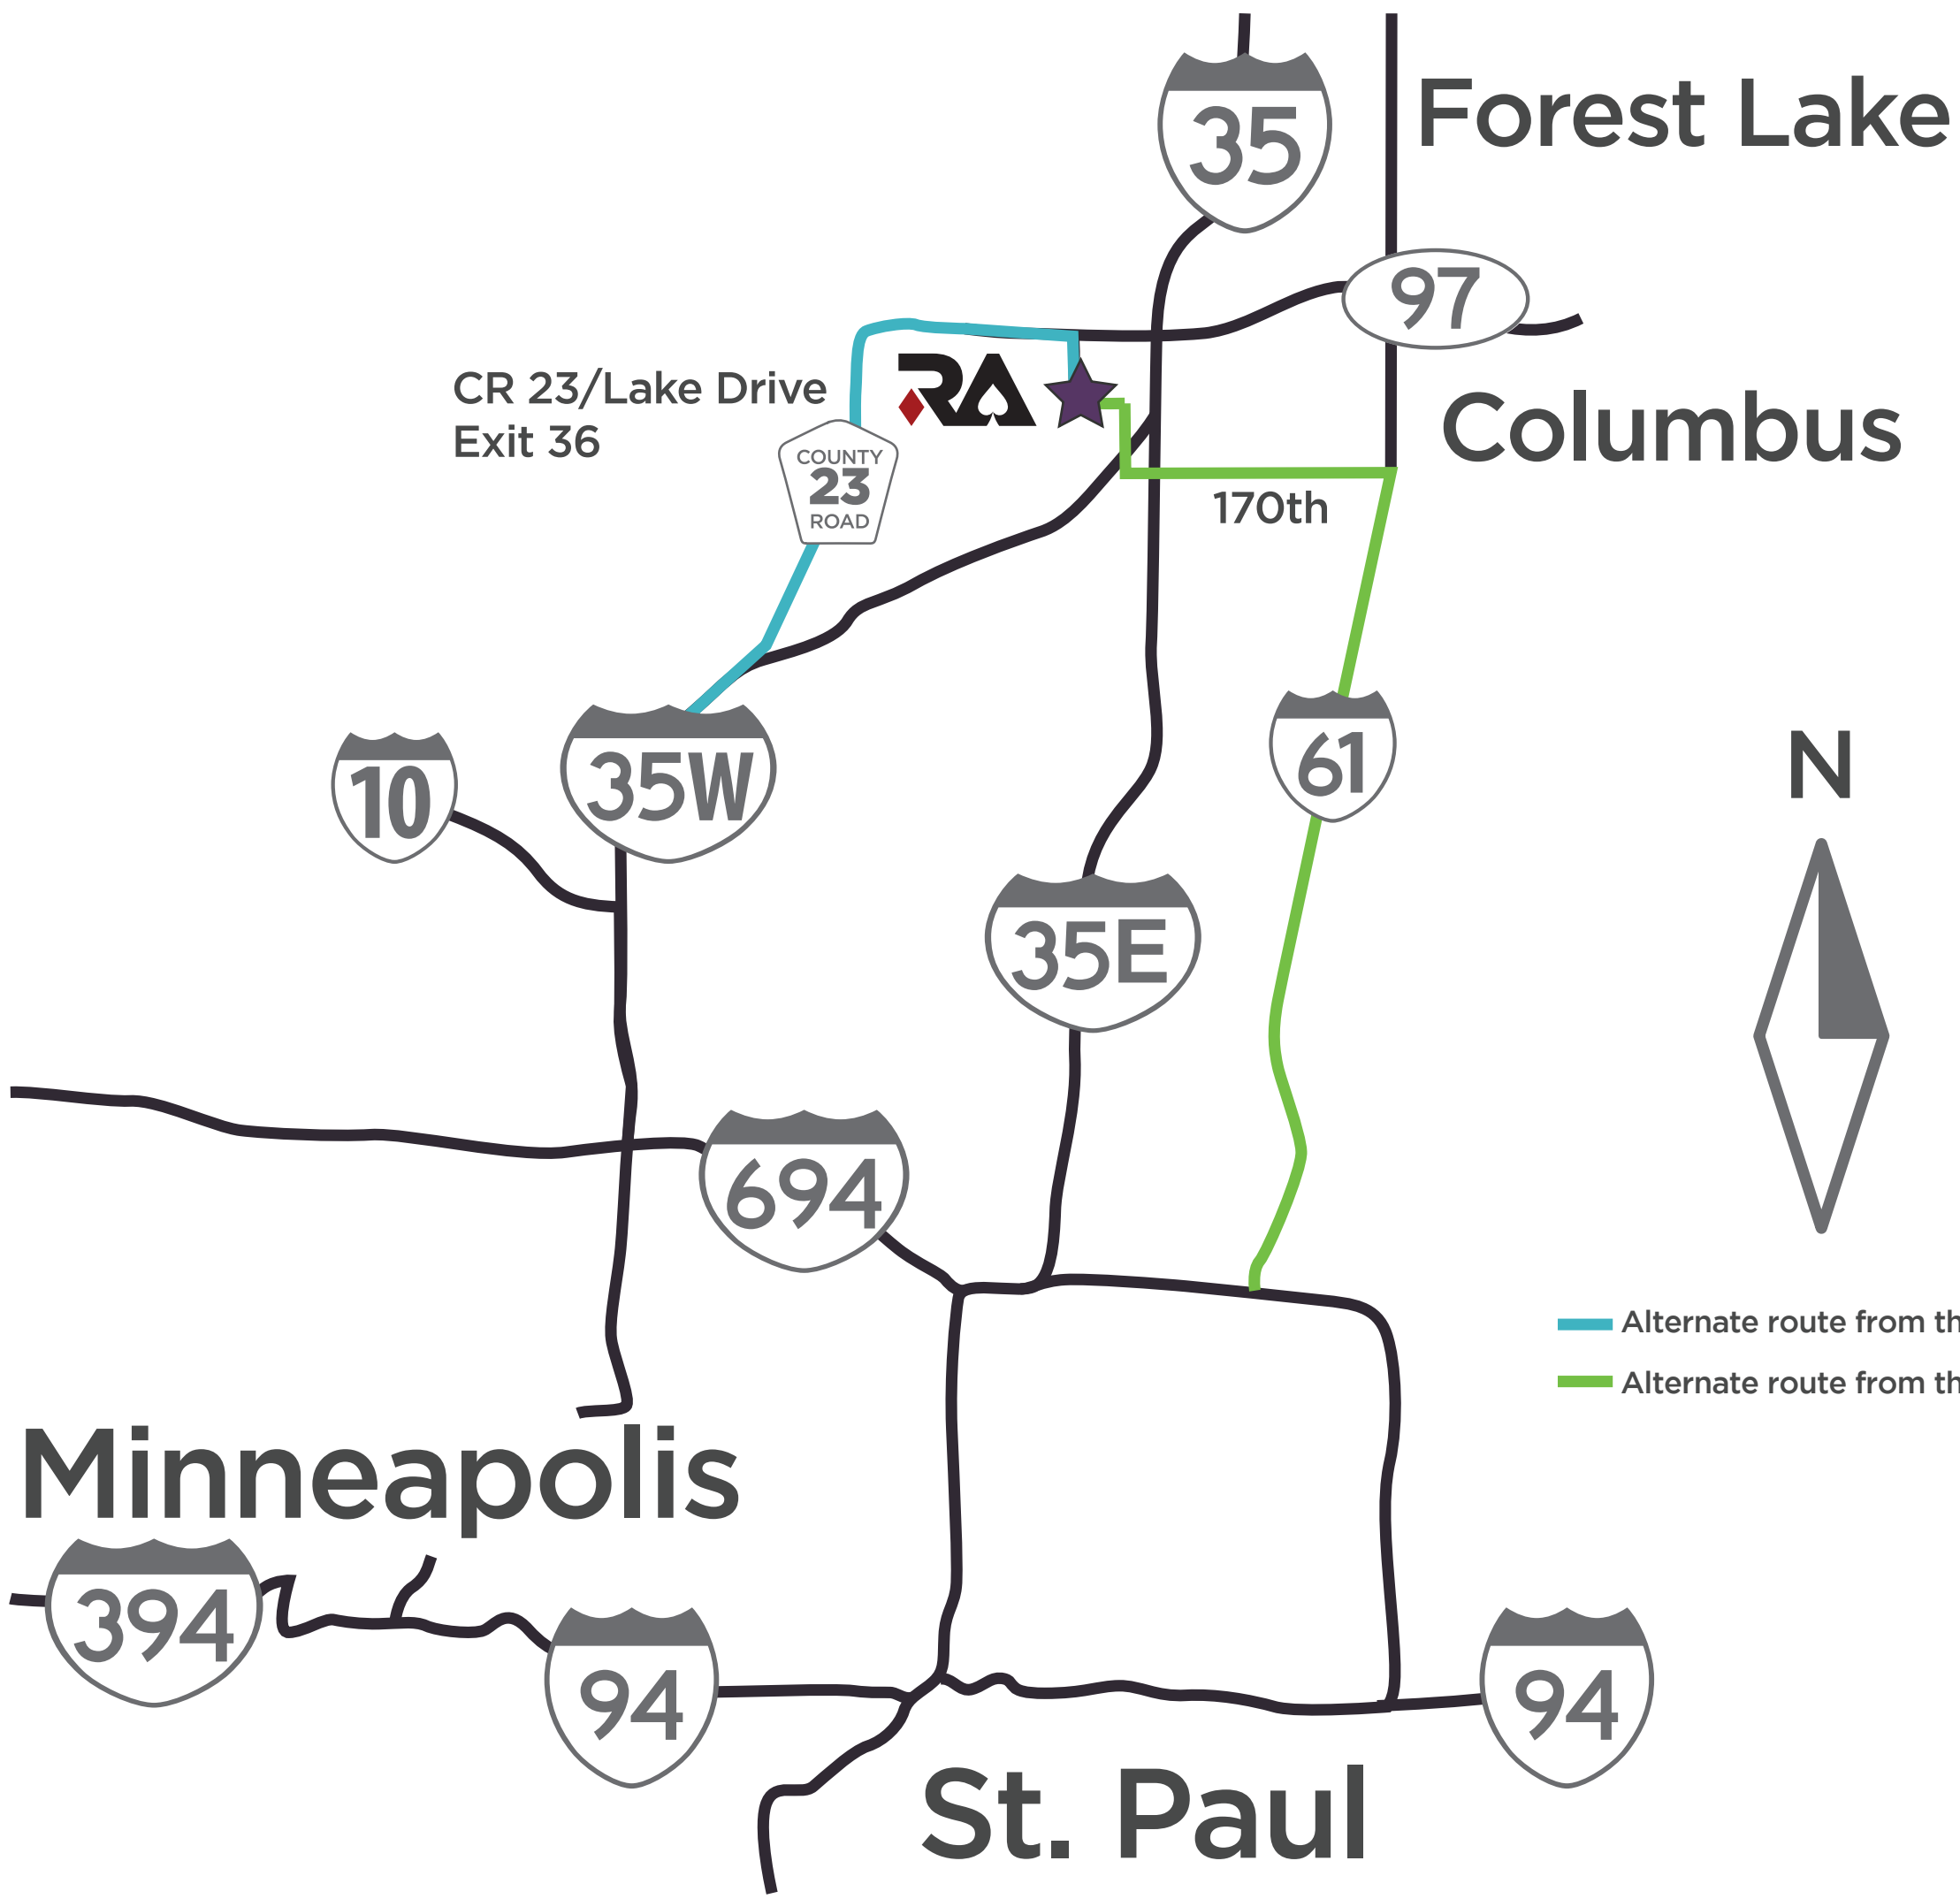 35
Forest Lake
97
CR 23/Lake Drive
Exit 36
RA
Columbus
COUNTY
23
ROAD
170th
61
N
10
35W
35E
694
Alternate route from th
Alternate route from th
Minneapolis
394
94
94
St. Paul